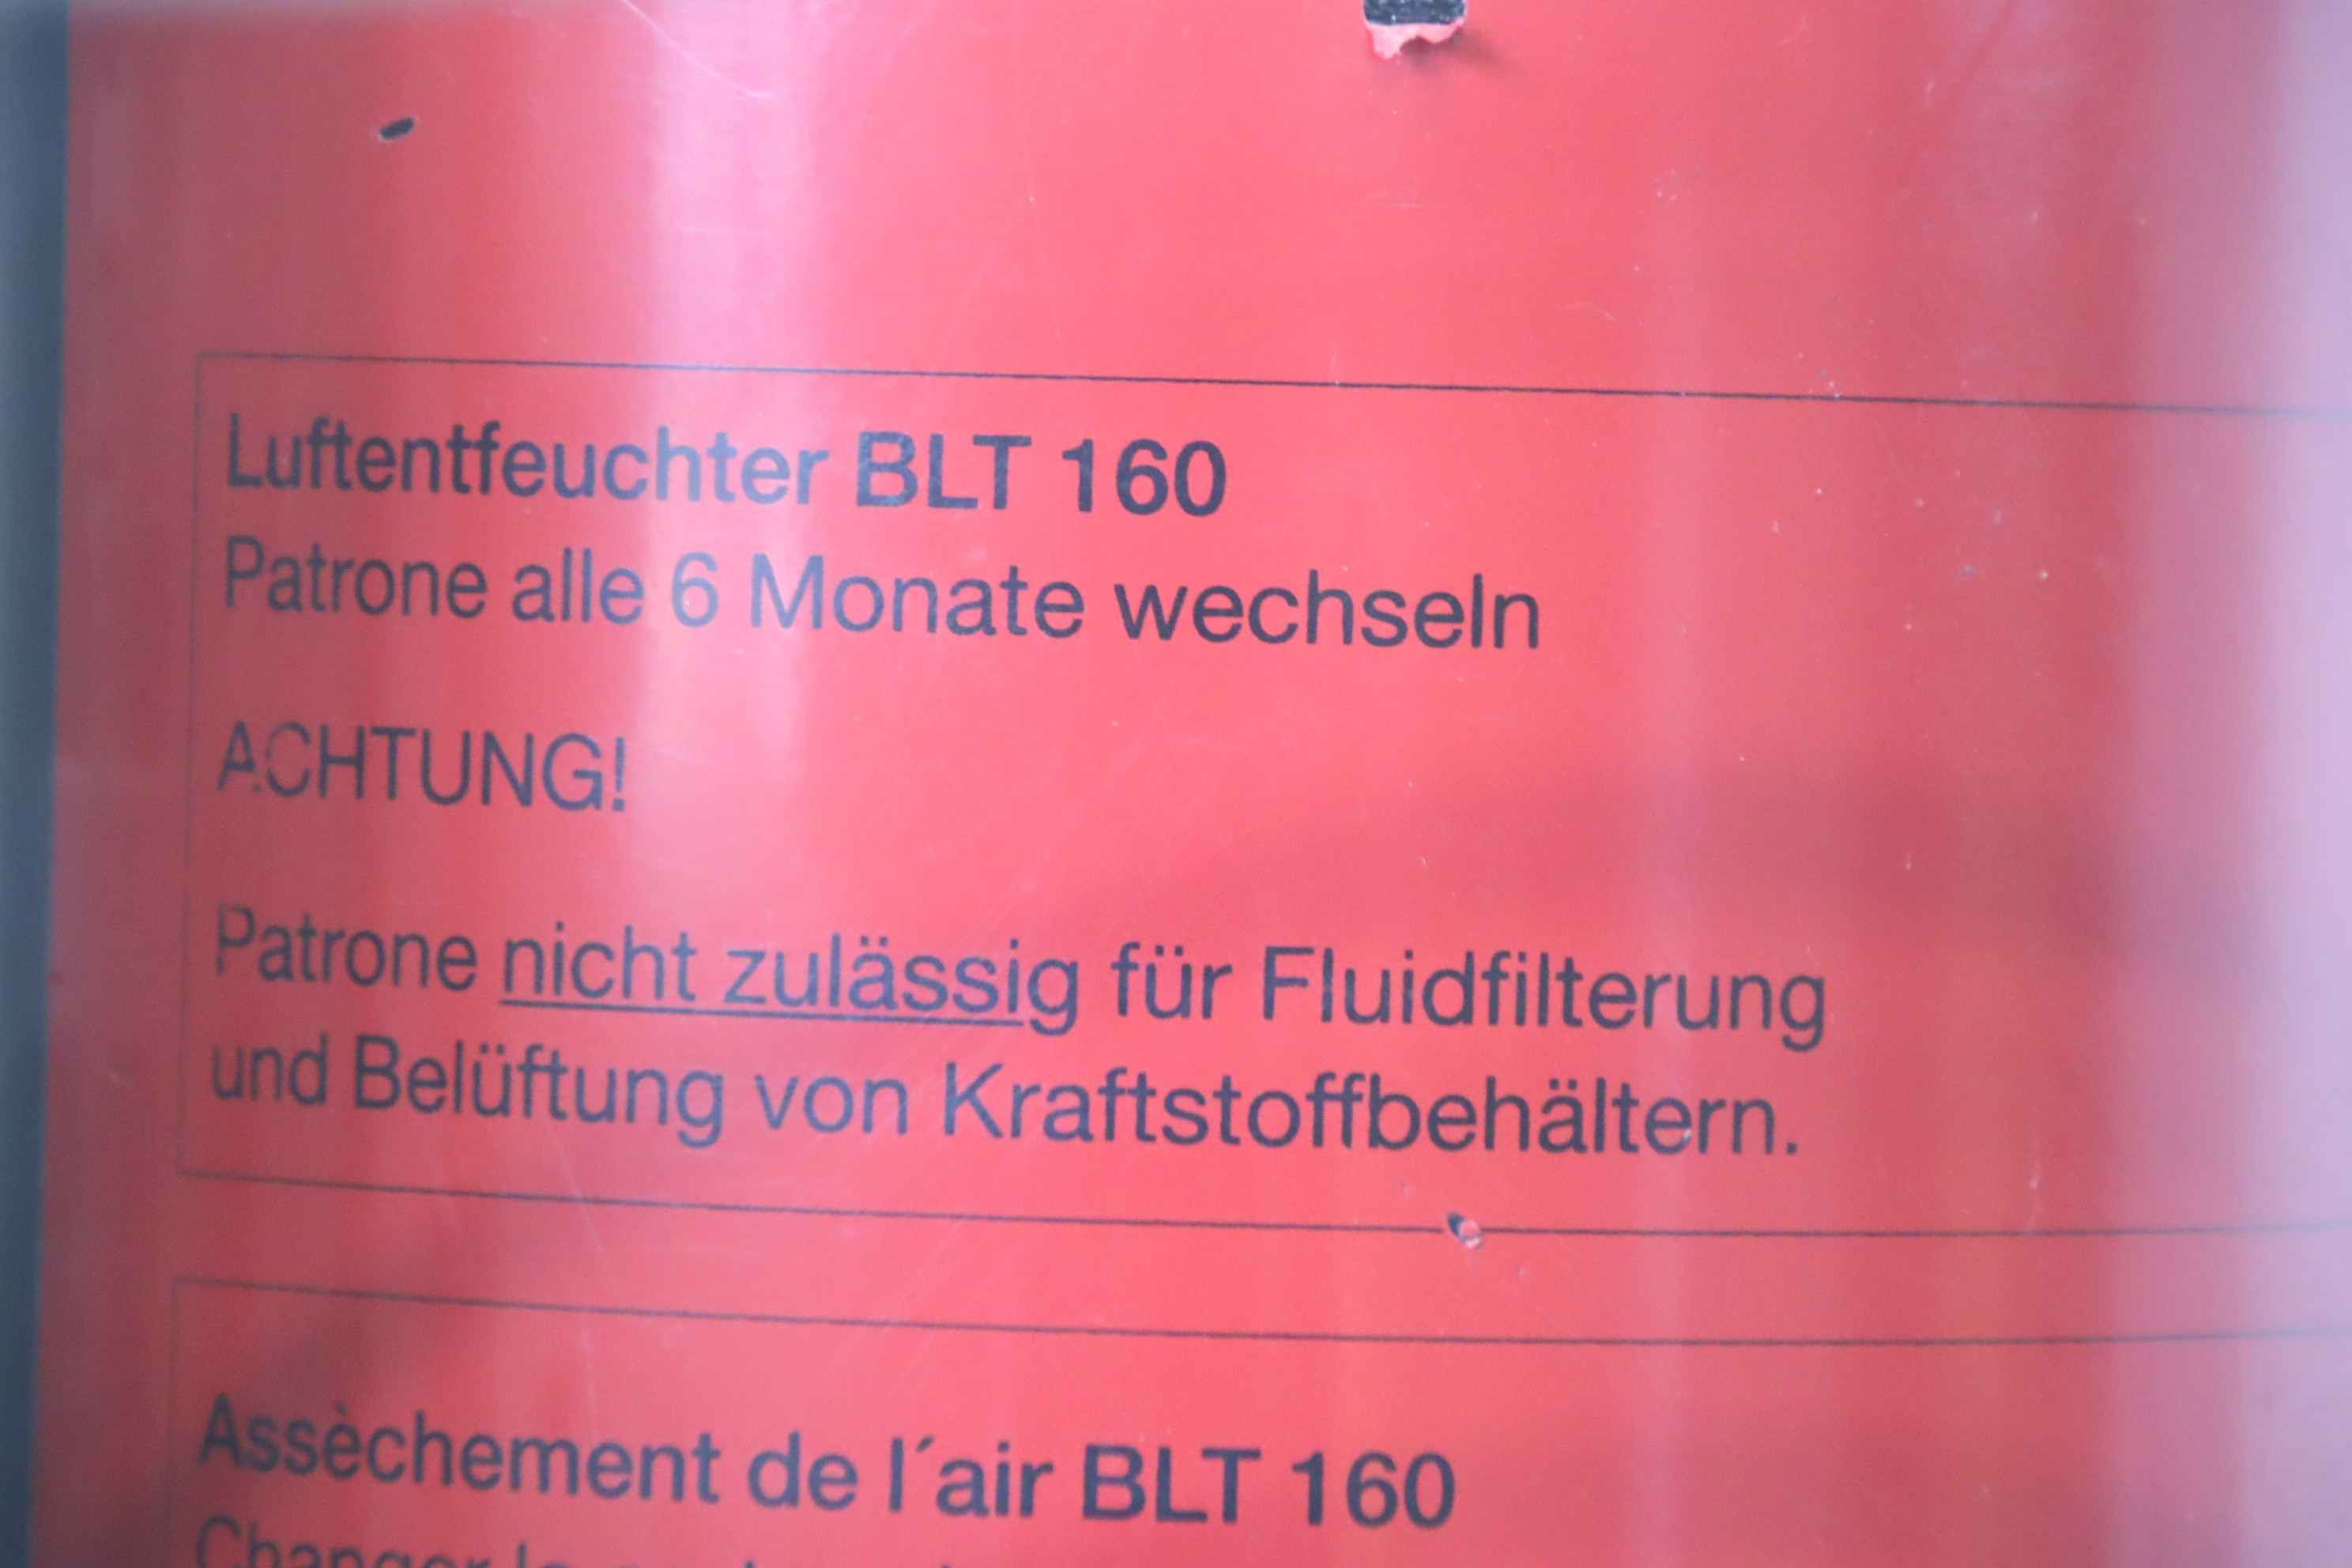 Luftentfeuchter BLT 160
Patrone alle 6 Monate wechseln
ACHTUNG!
Patrone nicht zulässig für Fluidfilterung
und Belüftung von Kraftstoffbehältern.
Assèchement de l´air BLT 160
Changer